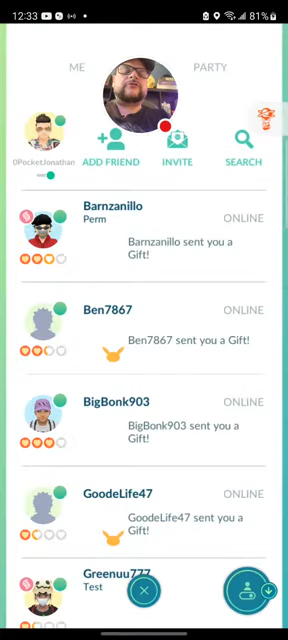 12:33
81%
ME
PARTY
0PocketJonathan
ADD FRIEND
INVITE
SEARCH
Barnzanillo
Perm
ONLINE
Barnzanillo sent you a
Gift!
Ben7867
ONLINE
Ben7867 sent you a Gift!
BigBonk903
ONLINE
BigBonk903 sent you a
Gift!
GoodeLife47
ONLINE
GoodeLife47 sent you a
Gift!
Greenuu777
Test